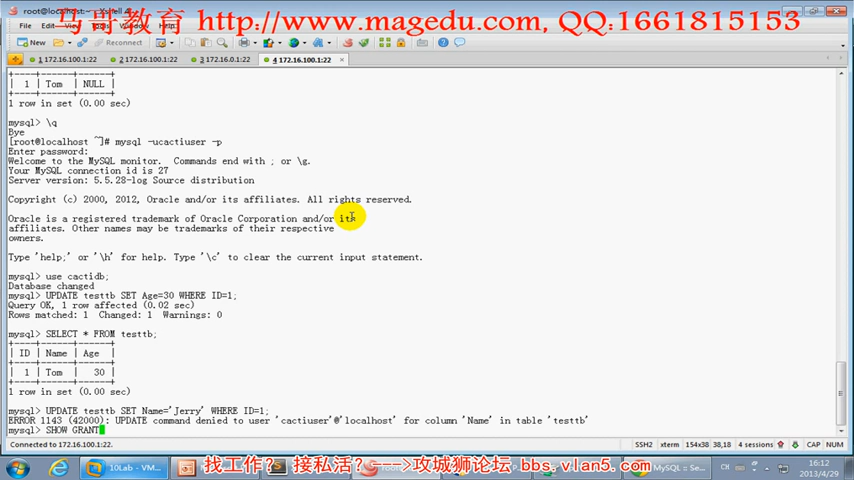 root@localhost:~ - Xshell 4
马哥教育 http://www.magedu.com, QQ:1661815153
File Edit
New Reconnect
1 172.16.100.1:22 2 172.16.100.1:22 3 172.16.0.1:22 4 172.16.100.1:22
+----+------+------+
| 1 | Tom | NULL |
+----+------+------+
1 row in set (0.00 sec)
mysql> \q
Bye
[root@localhost ~]# mysql -ucactiuser -p
Enter password:
Welcome to the MySQL monitor. Commands end with ; or \g.
Your MySQL connection id is 27
Server version: 5.5.28-log Source distribution
Copyright (c) 2000, 2012, Oracle and/or its affiliates. All rights reserved.
Oracle is a registered trademark of Oracle Corporation and/or its
affiliates. Other names may be trademarks of their respective
owners.
Type 'help;' or '\h' for help. Type '\c' to clear the current input statement.
mysql> use cactidb;
Database changed
mysql> UPDATE testtb SET Age=30 WHERE ID=1;
Query OK, 1 row affected (0.02 sec)
Rows matched: 1 Changed: 1 Warnings: 0
mysql> SELECT * FROM testtb;
+----+------+------+
| ID | Name | Age |
+----+------+------+
| 1 | Tom | 30 |
+----+------+------+
1 row in set (0.00 sec)
mysql> UPDATE testtb SET Name='Jerry' WHERE ID=1;
ERROR 1143 (42000): UPDATE command denied to user 'cactiuser'@'localhost' for column 'Name' in table 'testtb'
mysql> SHOW GRANT
Connected to 172.16.100.1:22. SSH2 xterm 154x38 38,18 4 sessions CAP NUM
10Lab - VM... root@localhos... MySQL :: Se... CN 16:12
找工作? 接私活? --->攻城狮论坛 bbs.vlan5.com
2013/4/29